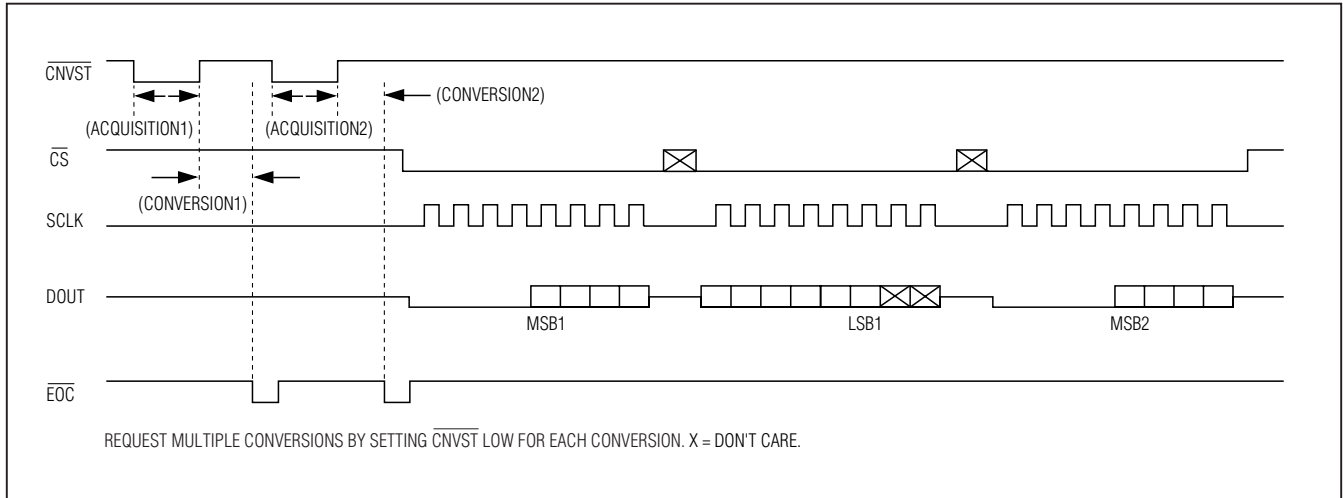 CNVST
(CONVERSION2)
(ACQUISITION1)
(ACQUISITION2)
CS
(CONVERSION1)
SCLK
DOUT
MSB1
LSB1
MSB2
EOC
REQUEST MULTIPLE CONVERSIONS BY SETTING CNVST LOW FOR EACH CONVERSION. X = DON'T CARE.